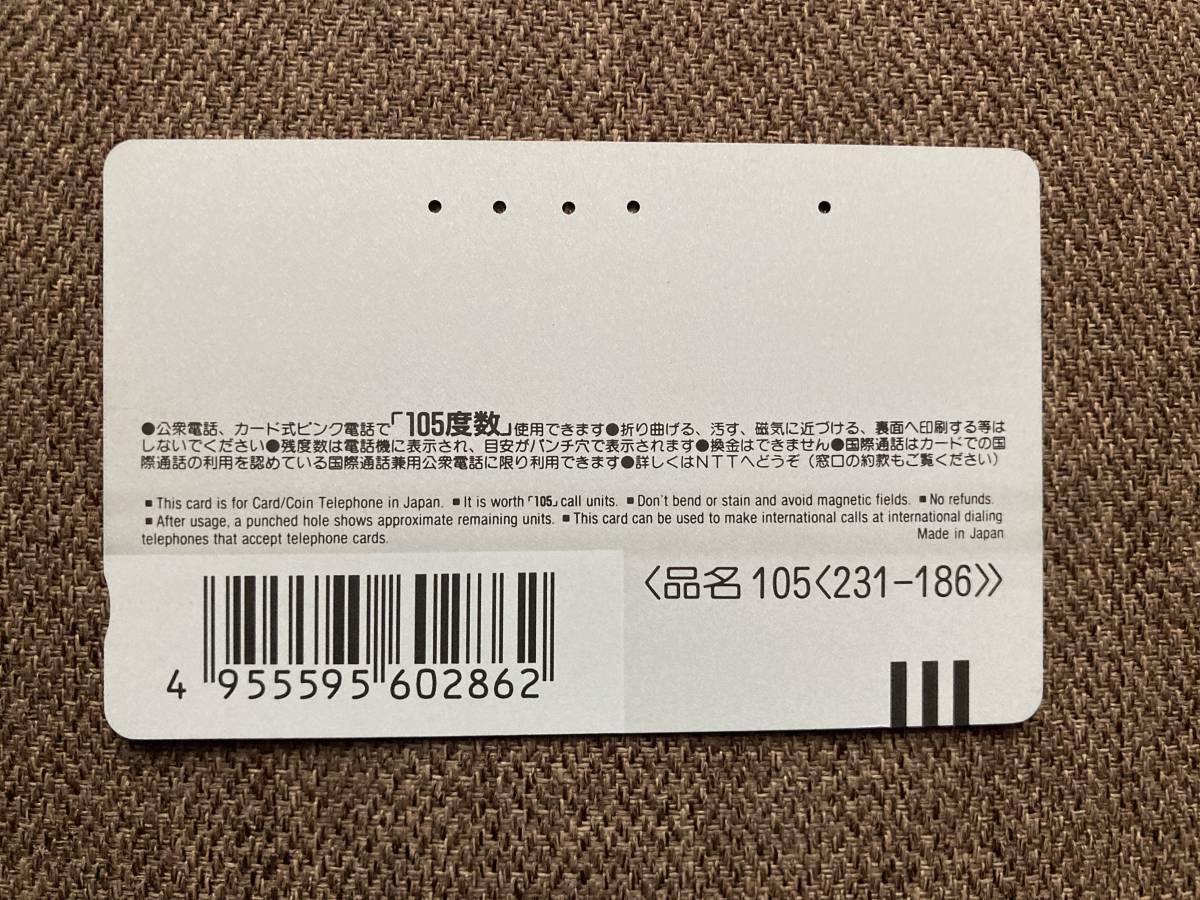 ●公衆電話、カード式ピンク電話で「105度数」使用できます●折り曲げる、汚す、磁気に近づける、裏面へ印刷する等は
しないでください●残度数は電話機に表示され、目安がパンチ穴で表示されます●換金はできません●国際通話はカードでの国
際通話の利用を認めている国際通話兼用公衆電話に限り利用できます●詳しくはNTTへどうぞ（窓口の約款もご覧ください）
■ This card is for Card/Coin Telephone in Japan. ■ It is worth「105」call units. ■ Don't bend or stain and avoid magnetic fields. ■ No refunds.
■ After usage, a punched hole shows approximate remaining units. ■ This card can be used to make international calls at international dialing
telephones that accept telephone cards.
Made in Japan
〈品名 105〈231-186〉〉
4 955595 602862